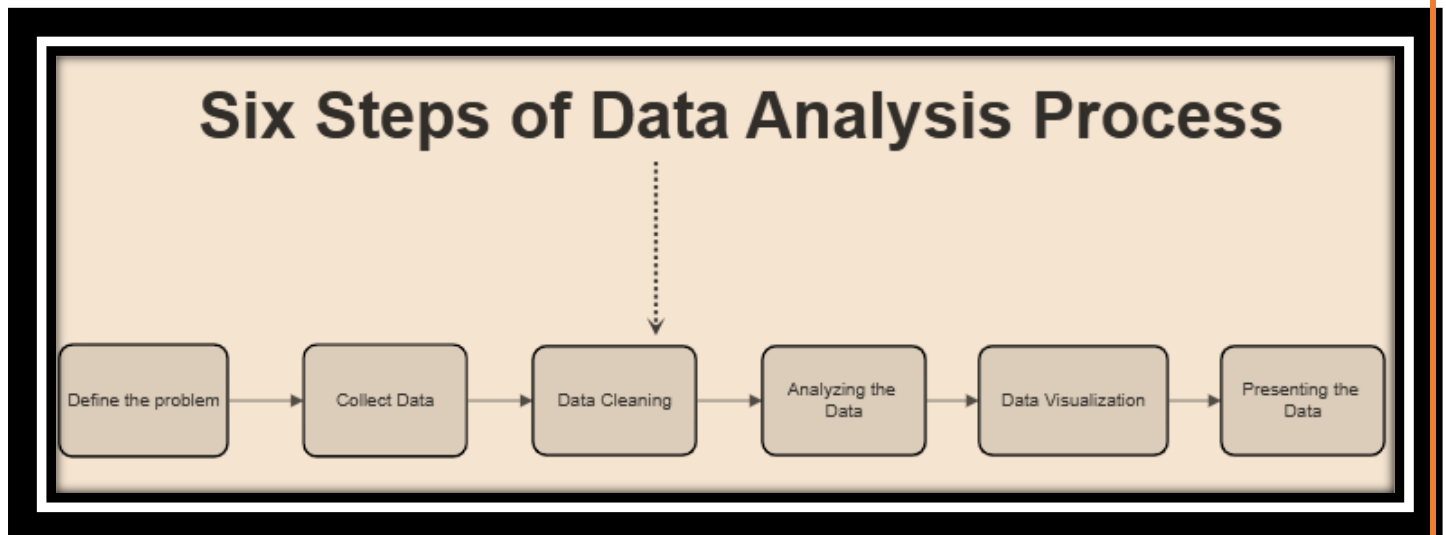 Six Steps of Data Analysis Process
Define the problem
Collect Data
Data Cleaning
Analyzing the
Data
Data Visualization
Presenting the
Data